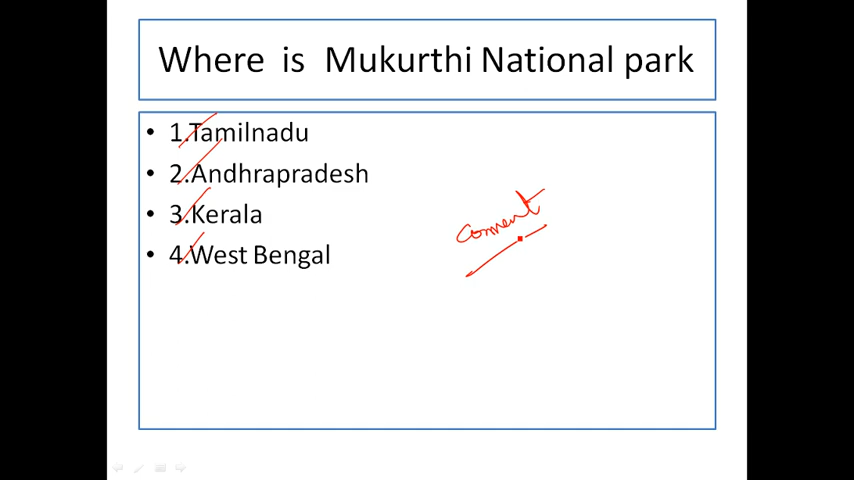 Where is Mukurthi National park
• 1.Tamilnadu
• 2.Andhrapradesh
• 3.Kerala
• 4.West Bengal
Comment